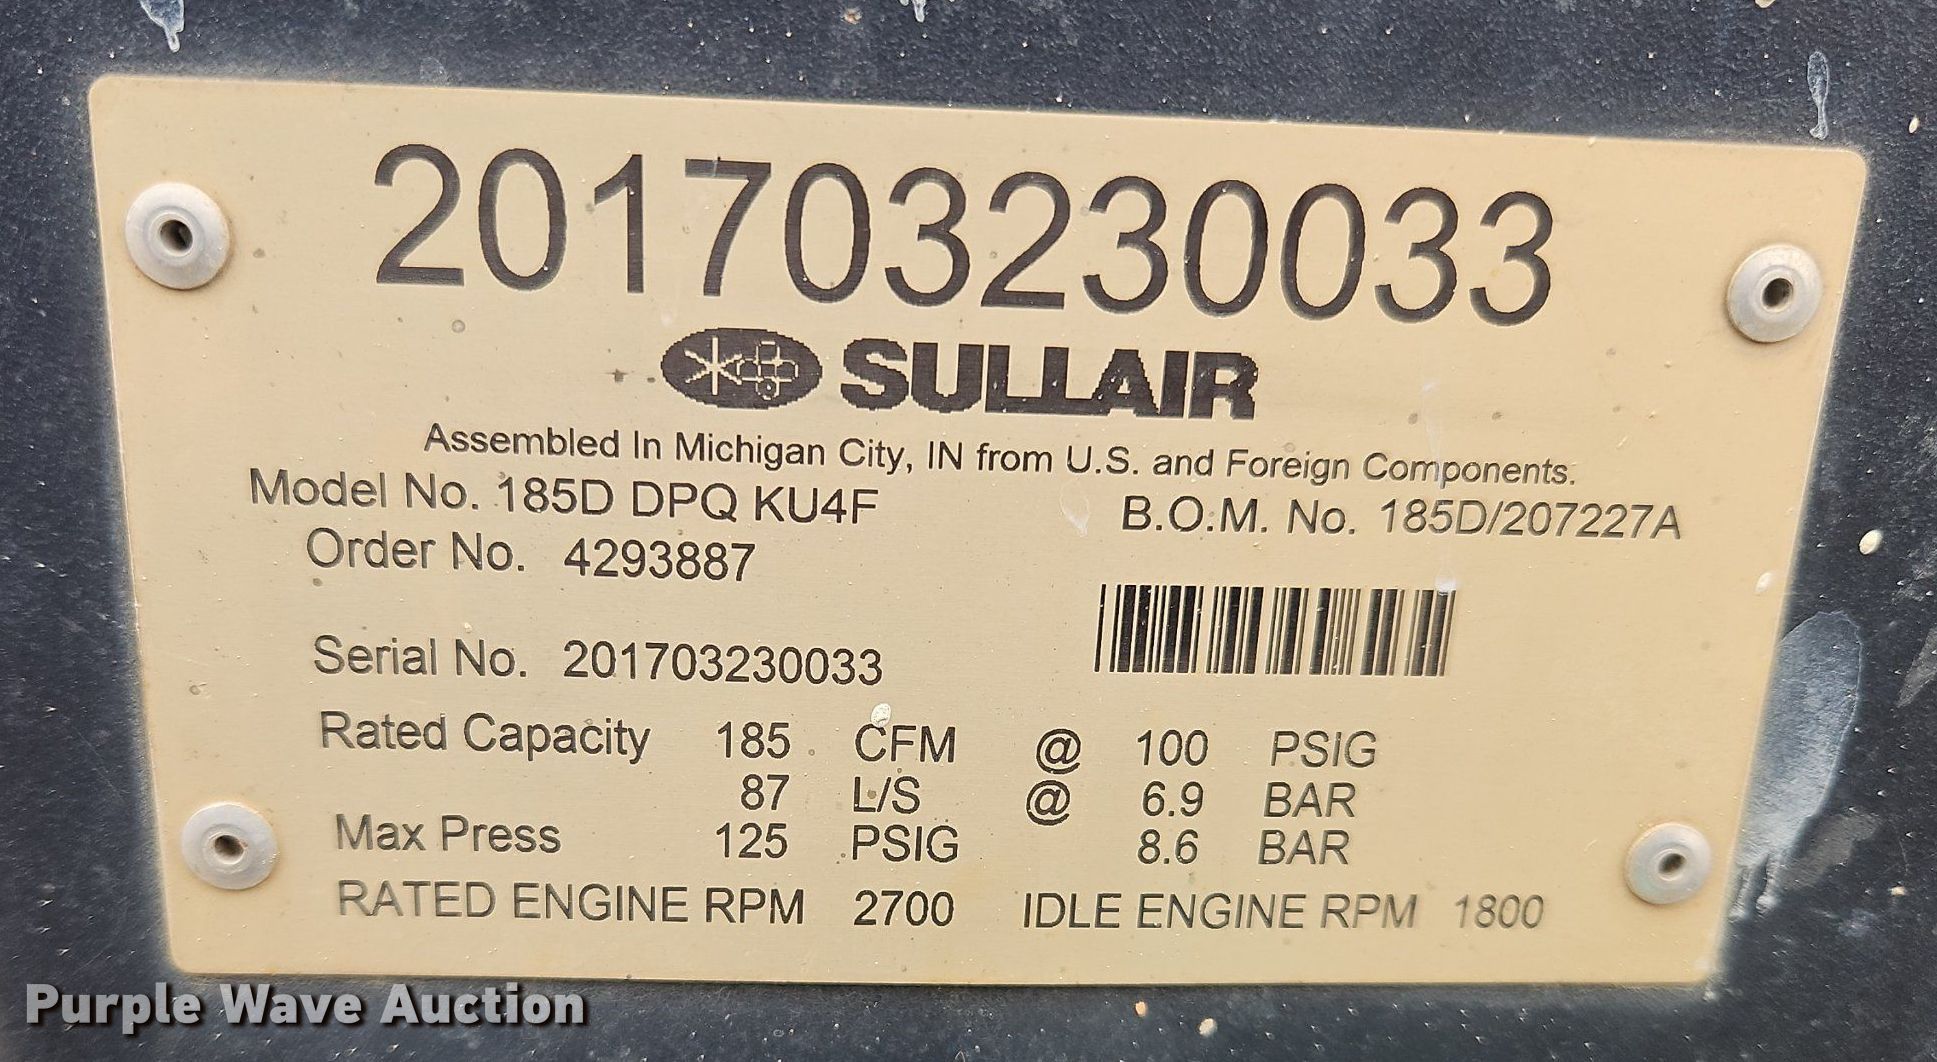 201703230033
SULLAIR
Assembled In Michigan City, IN from U.S. and Foreign Components.
Model No. 185D DPQ KU4F B.O.M. No. 185D/207227A
Order No. 4293887
Serial No. 201703230033
Rated Capacity 185 CFM @ 100 PSIG
87 L/S @ 6.9 BAR
Max Press 125 PSIG 8.6 BAR
RATED ENGINE RPM 2700 IDLE ENGINE RPM 1800
Purple Wave Auction